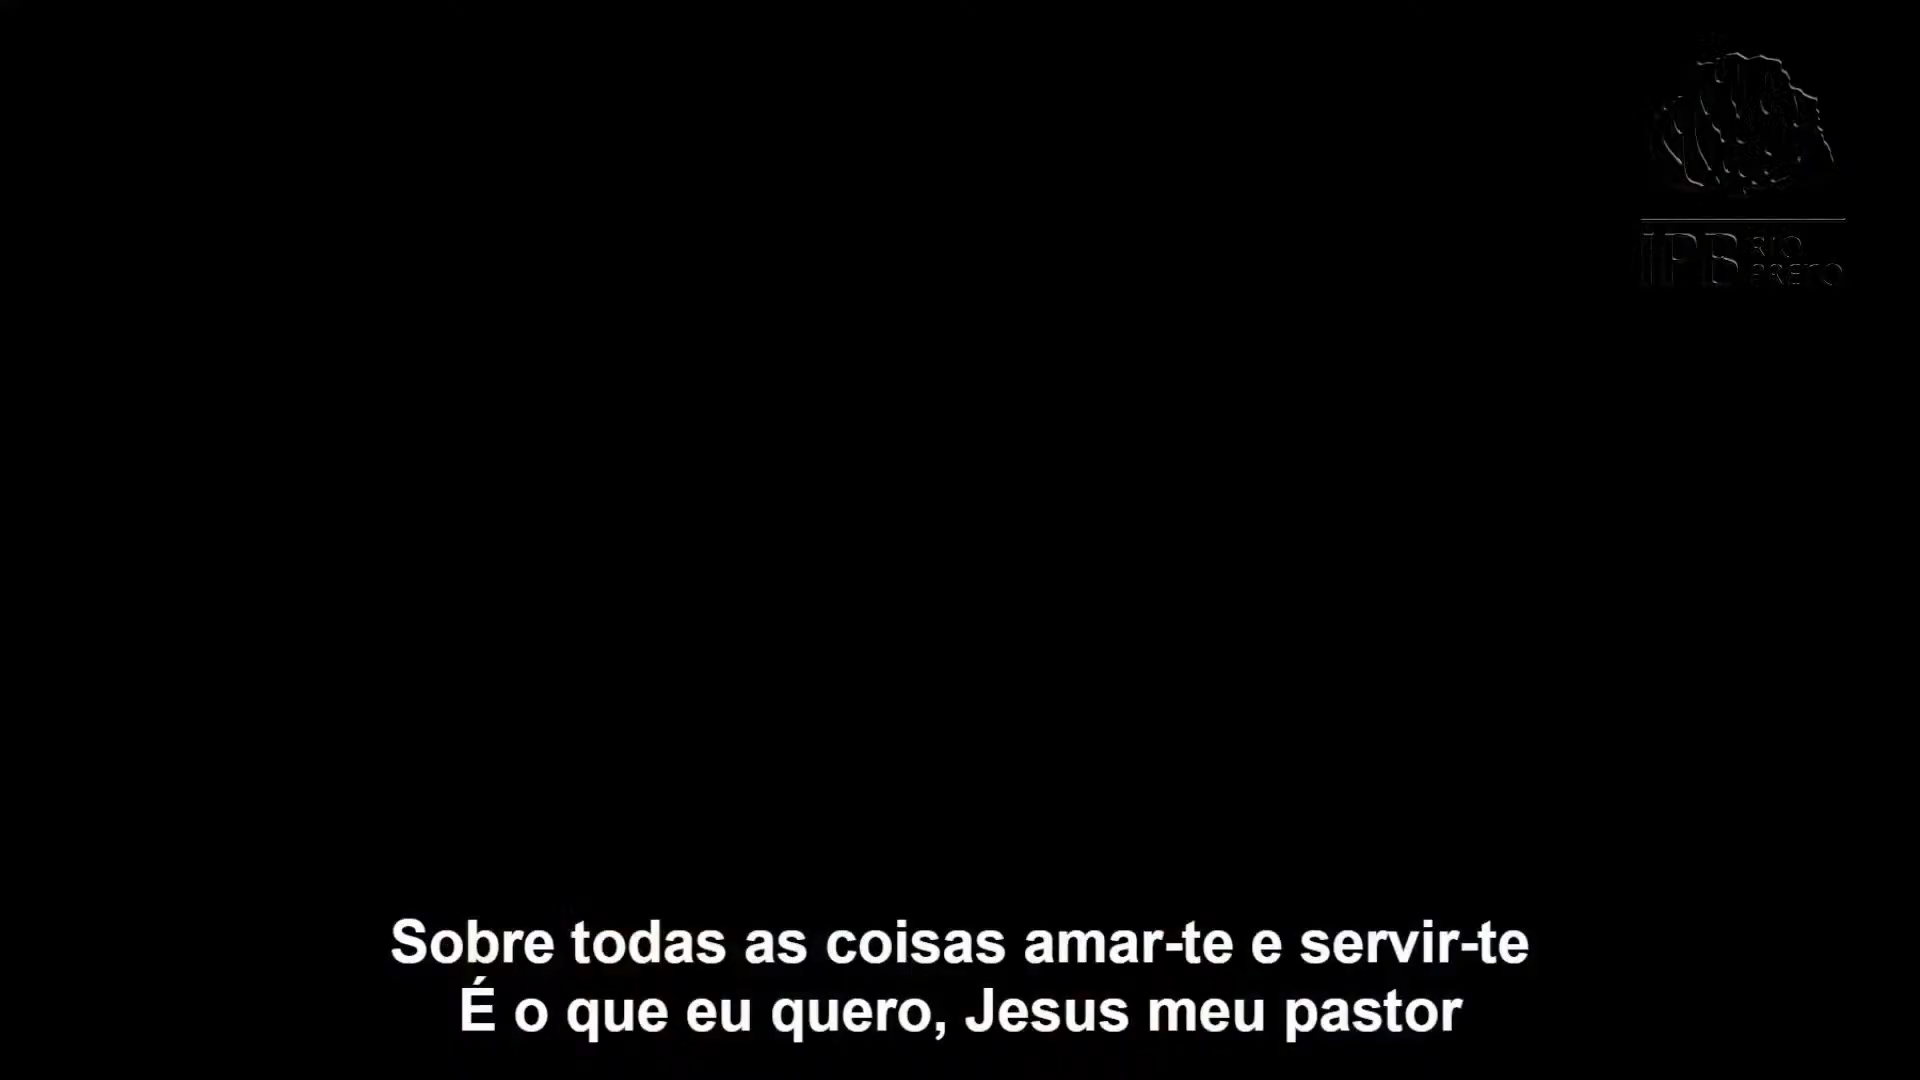 IPB RIO
PRETO
Sobre todas as coisas amar-te e servir-te
É o que eu quero, Jesus meu pastor